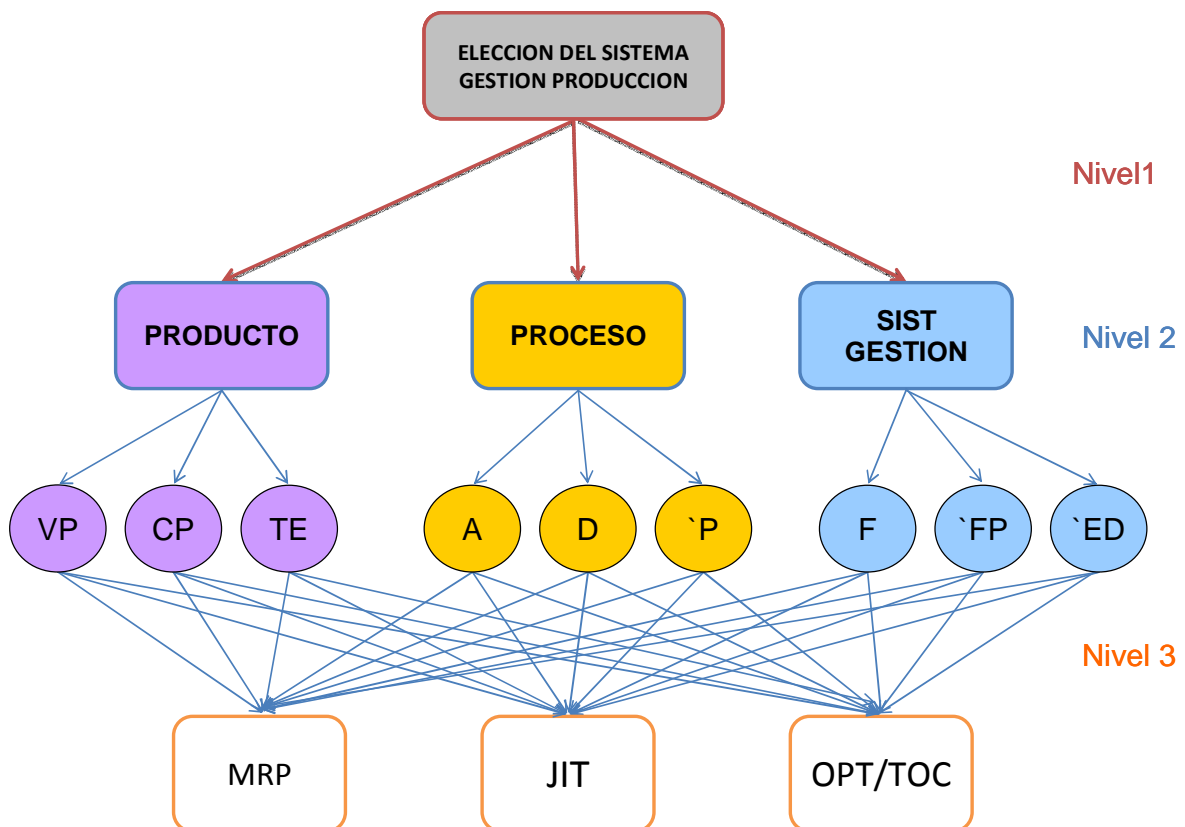 ELECCION DEL SISTEMA
GESTION PRODUCCION
Nivel1
PRODUCTO
PROCESO
SIST
GESTION
Nivel 2
VP
CP
TE
A
D
`P
F
`FP
`ED
Nivel 3
MRP
JIT
OPT/TOC